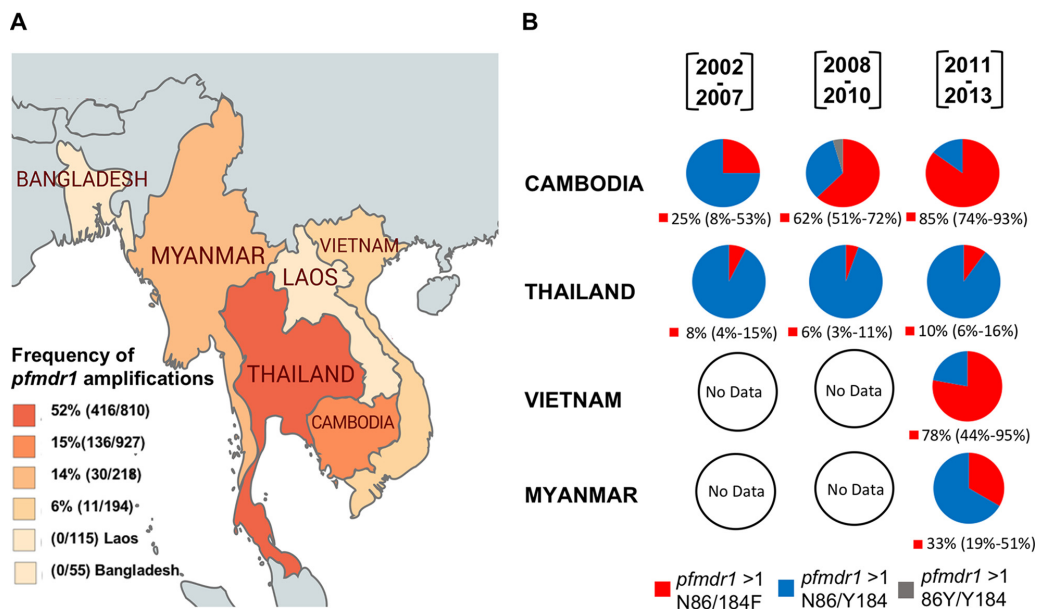 A
BANGLADESH
MYANMAR
VIETNAM
LAOS
THAILAND
CAMBODIA
Frequency of
pfmdr1 amplifications
52% (416/810)
15%(136/927)
14% (30/218)
6% (11/194)
(0/115) Laos
(0/55) Bangladesh
B
2002
-
2007
2008
-
2010
2011
-
2013
CAMBODIA
25% (8%-53%)
62% (51%-72%)
85% (74%-93%)
THAILAND
8% (4%-15%)
6% (3%-11%)
10% (6%-16%)
VIETNAM
No Data
No Data
78% (44%-95%)
MYANMAR
No Data
No Data
33% (19%-51%)
pfmdr1 >1
N86/184F
pfmdr1 >1
N86/Y184
pfmdr1 >1
86Y/Y184